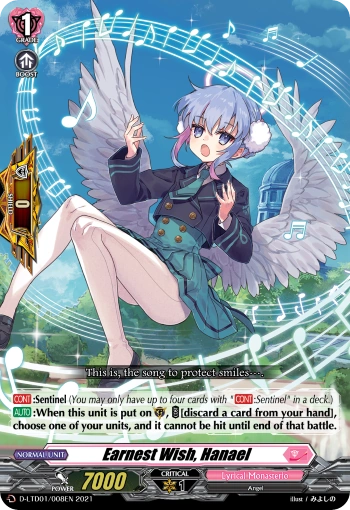 1
GRADE
BOOST
SHIELD
0
This is, the song to protect smiles---.
CONT:Sentinel (You may only have up to four cards with "CONT:Sentinel" in a deck.)
AUTO:When this unit is put on G, C[discard a card from your hand],
choose one of your units, and it cannot be hit until end of that battle.
NORMAL UNIT
Earnest Wish, Hanael
POWER 7000
CRITICAL
1
Lyrical Monasterio
Angel
D-LTD01/008EN 2021
illust / みよしの